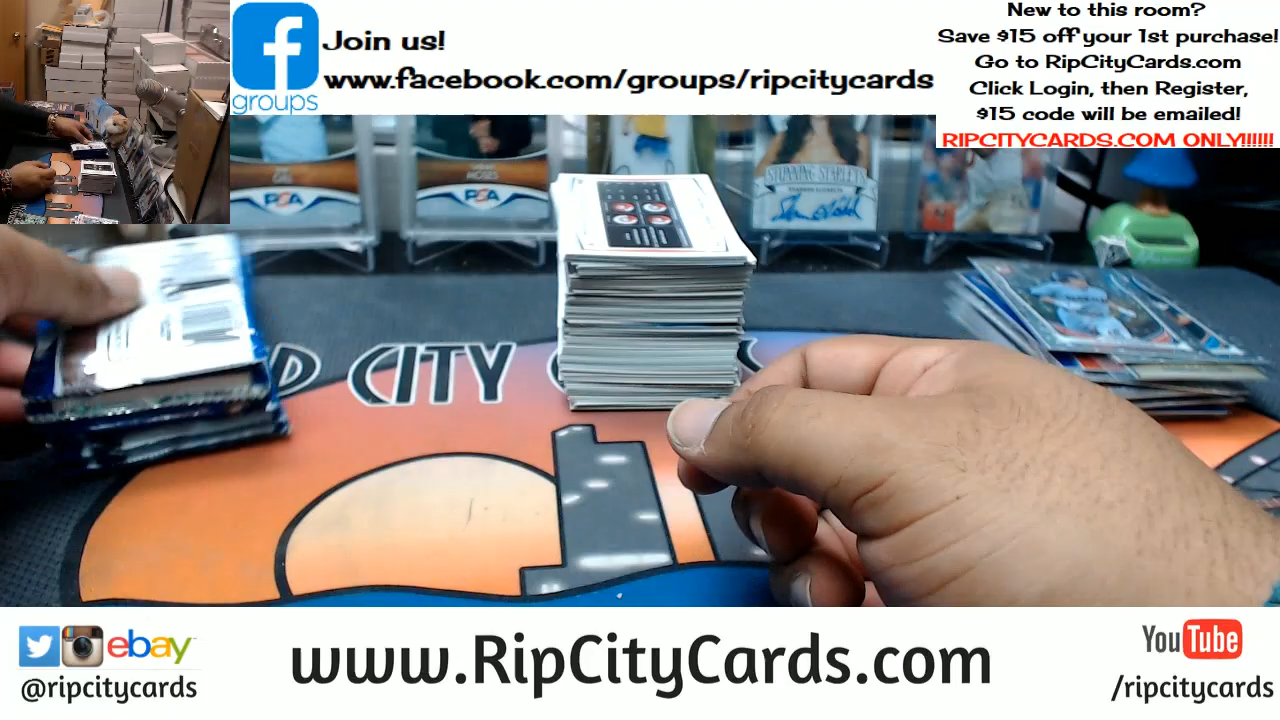 Join us!
www.facebook.com/groups/ripcitycards
groups
New to this room?
Save $15 off your 1st purchase!
Go to RipCityCards.com
Click Login, then Register,
$15 code will be emailed!
RIPCITYCARDS.COM ONLY!!!!!!
PSA
PSA
STUNNING STARLETS
CITY
ebay
@ripcitycards
www.RipCityCards.com
YouTube
/ripcitycards